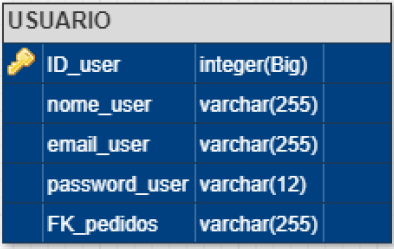 USUARIO
ID_user integer(Big)
nome_user varchar(255)
email_user varchar(255)
password_user varchar(12)
FK_pedidos varchar(255)